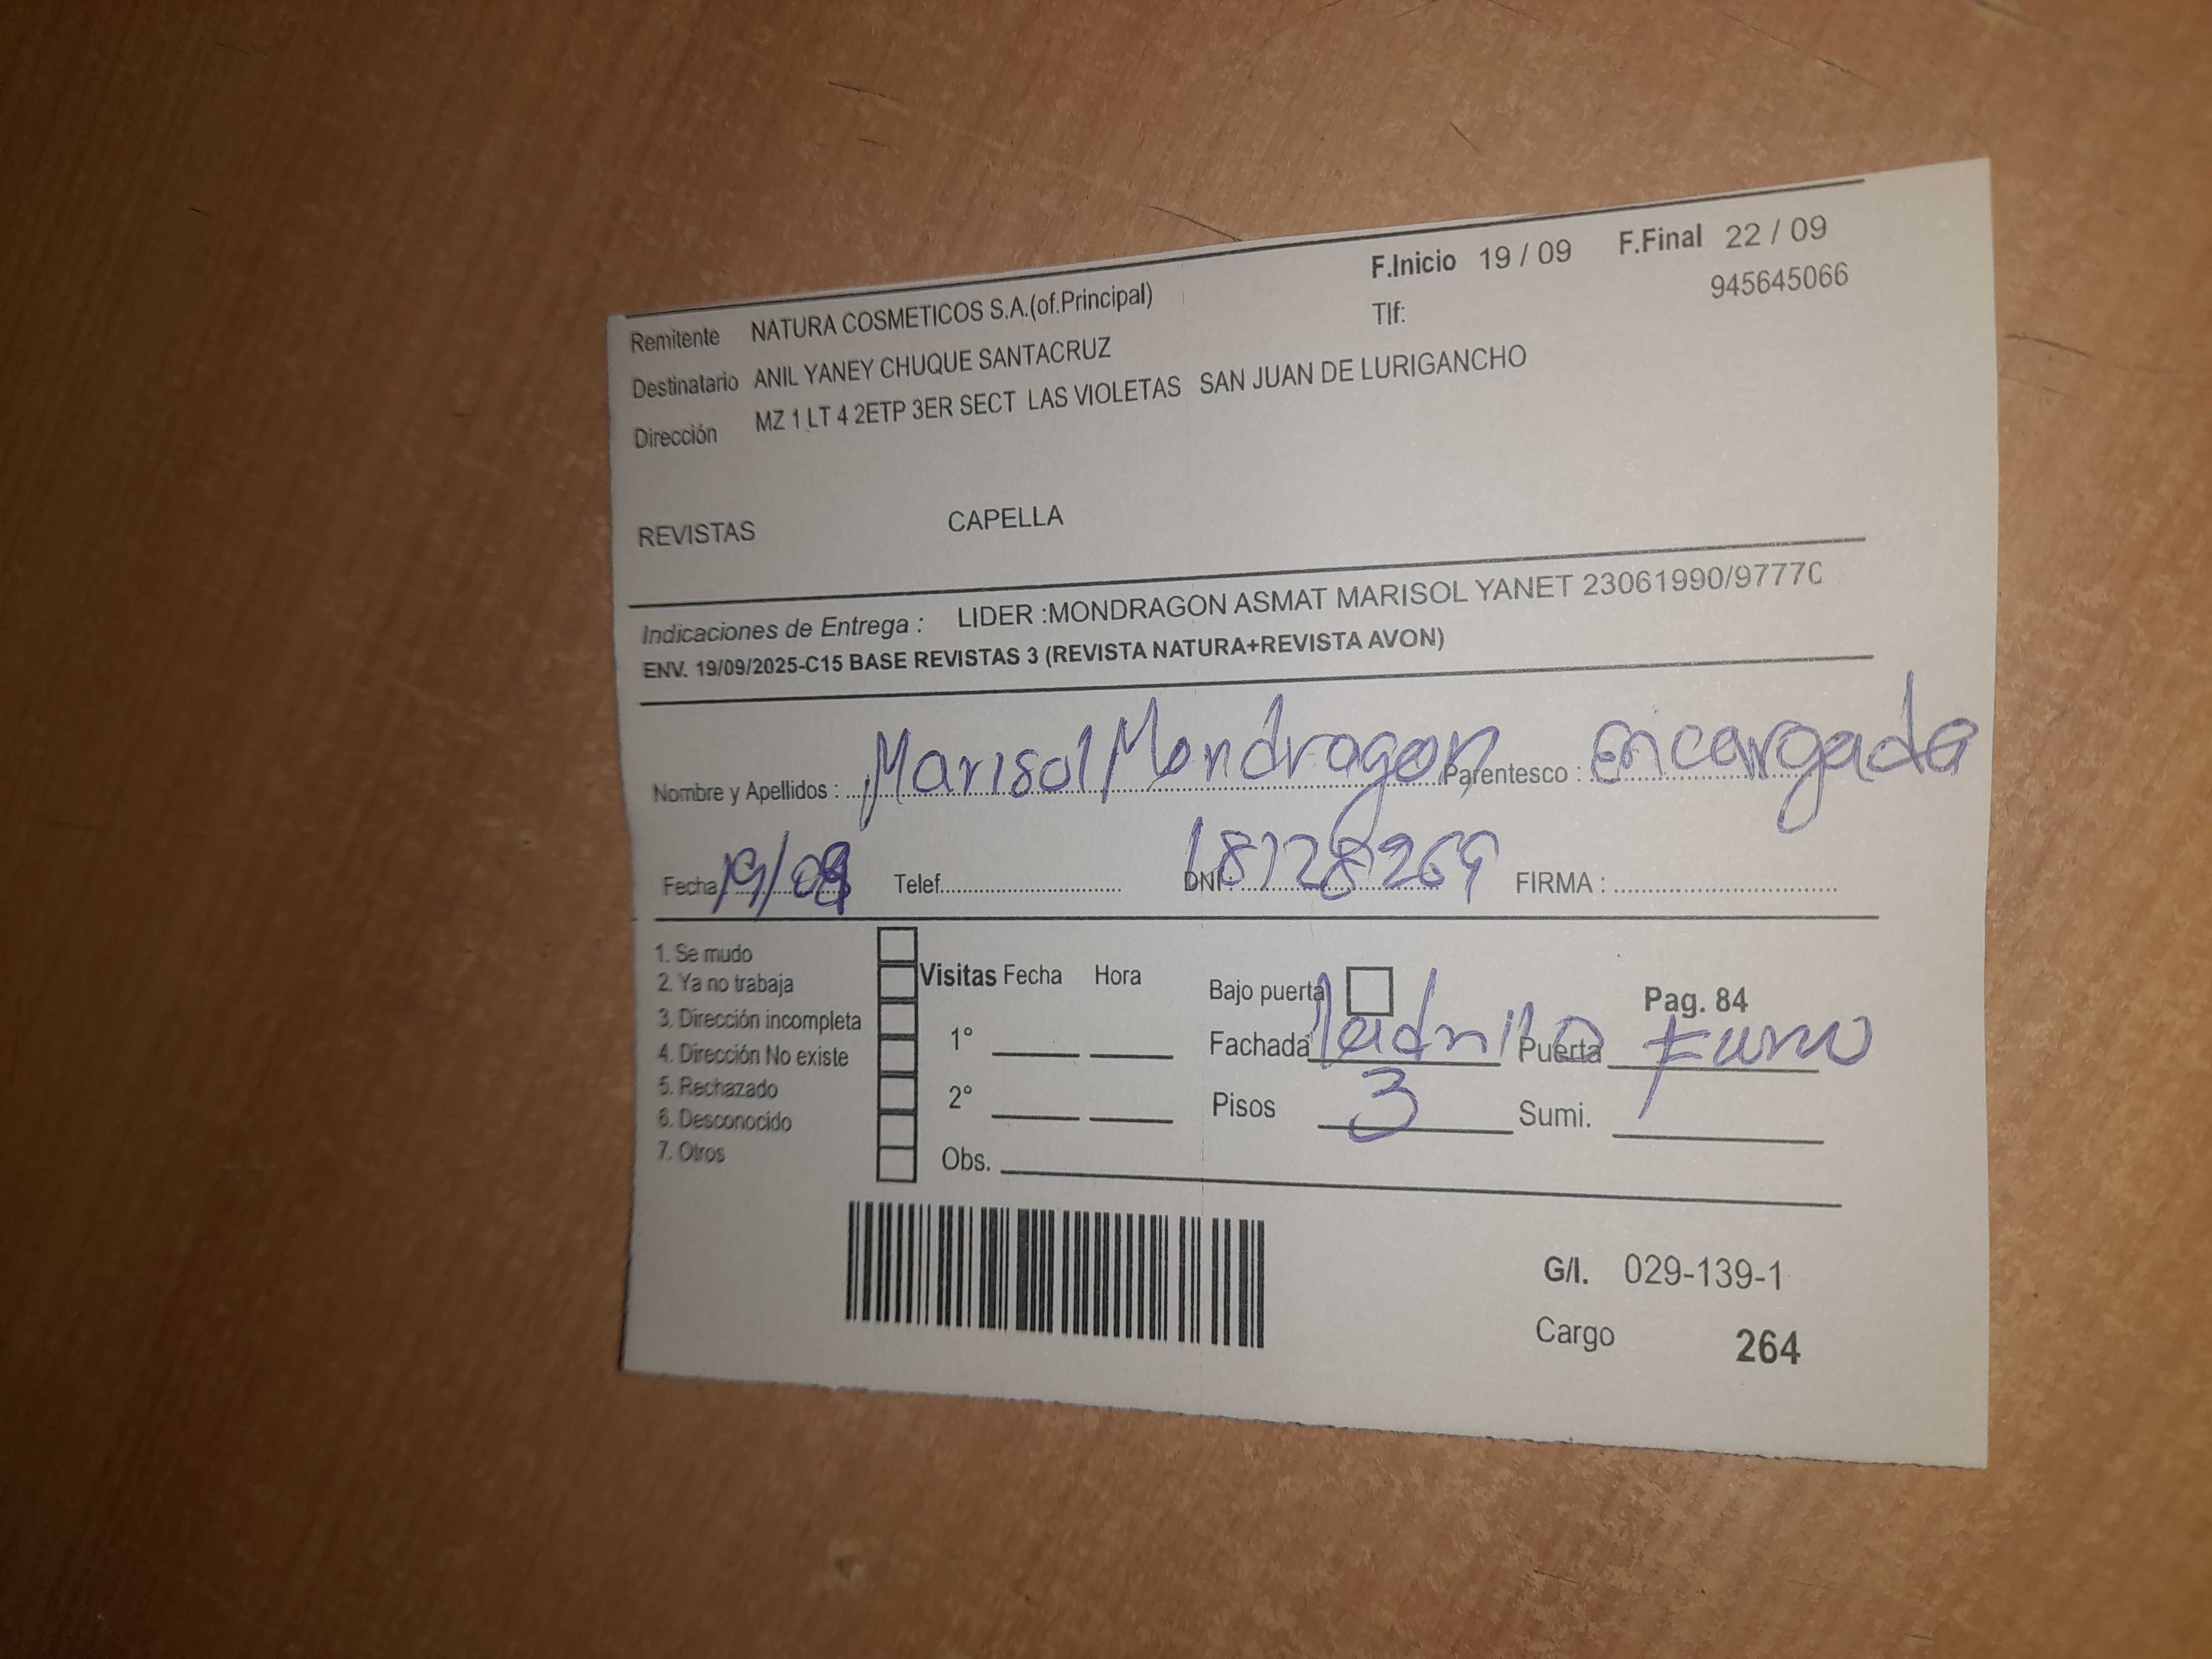 F.Inicio 19 / 09 F.Final 22 / 09
Remitente NATURA COSMETICOS S.A.(of.Principal) Tlf: 945645066
Destinatario ANIL YANEY CHUQUE SANTACRUZ
Dirección MZ 1 LT 4 2ETP 3ER SECT LAS VIOLETAS SAN JUAN DE LURIGANCHO
REVISTAS CAPELLA
Indicaciones de Entrega : LIDER :MONDRAGON ASMAT MARISOL YANET 23061990/9777
ENV. 19/09/2025-C15 BASE REVISTAS 3 (REVISTA NATURA+REVISTA AVON)
Nombre y Apellidos : Marisol Mondragon Parentesco : encargada
Fecha 19/09 Telef. DNI : 18128269 FIRMA :
1. Se mudo
2. Ya no trabaja
3. Dirección incompleta
4. Dirección No existe
5. Rechazado
6. Desconocido
7. Otros
Visitas Fecha Hora
1°
2°
Obs.
Bajo puerta Pag. 84
Fachada ladrillo Puerta
Pisos 3 Sumi.
G/I. 029-139-1
Cargo 264